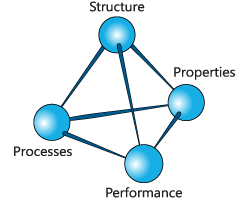 Structure
Properties
Processes
Performance